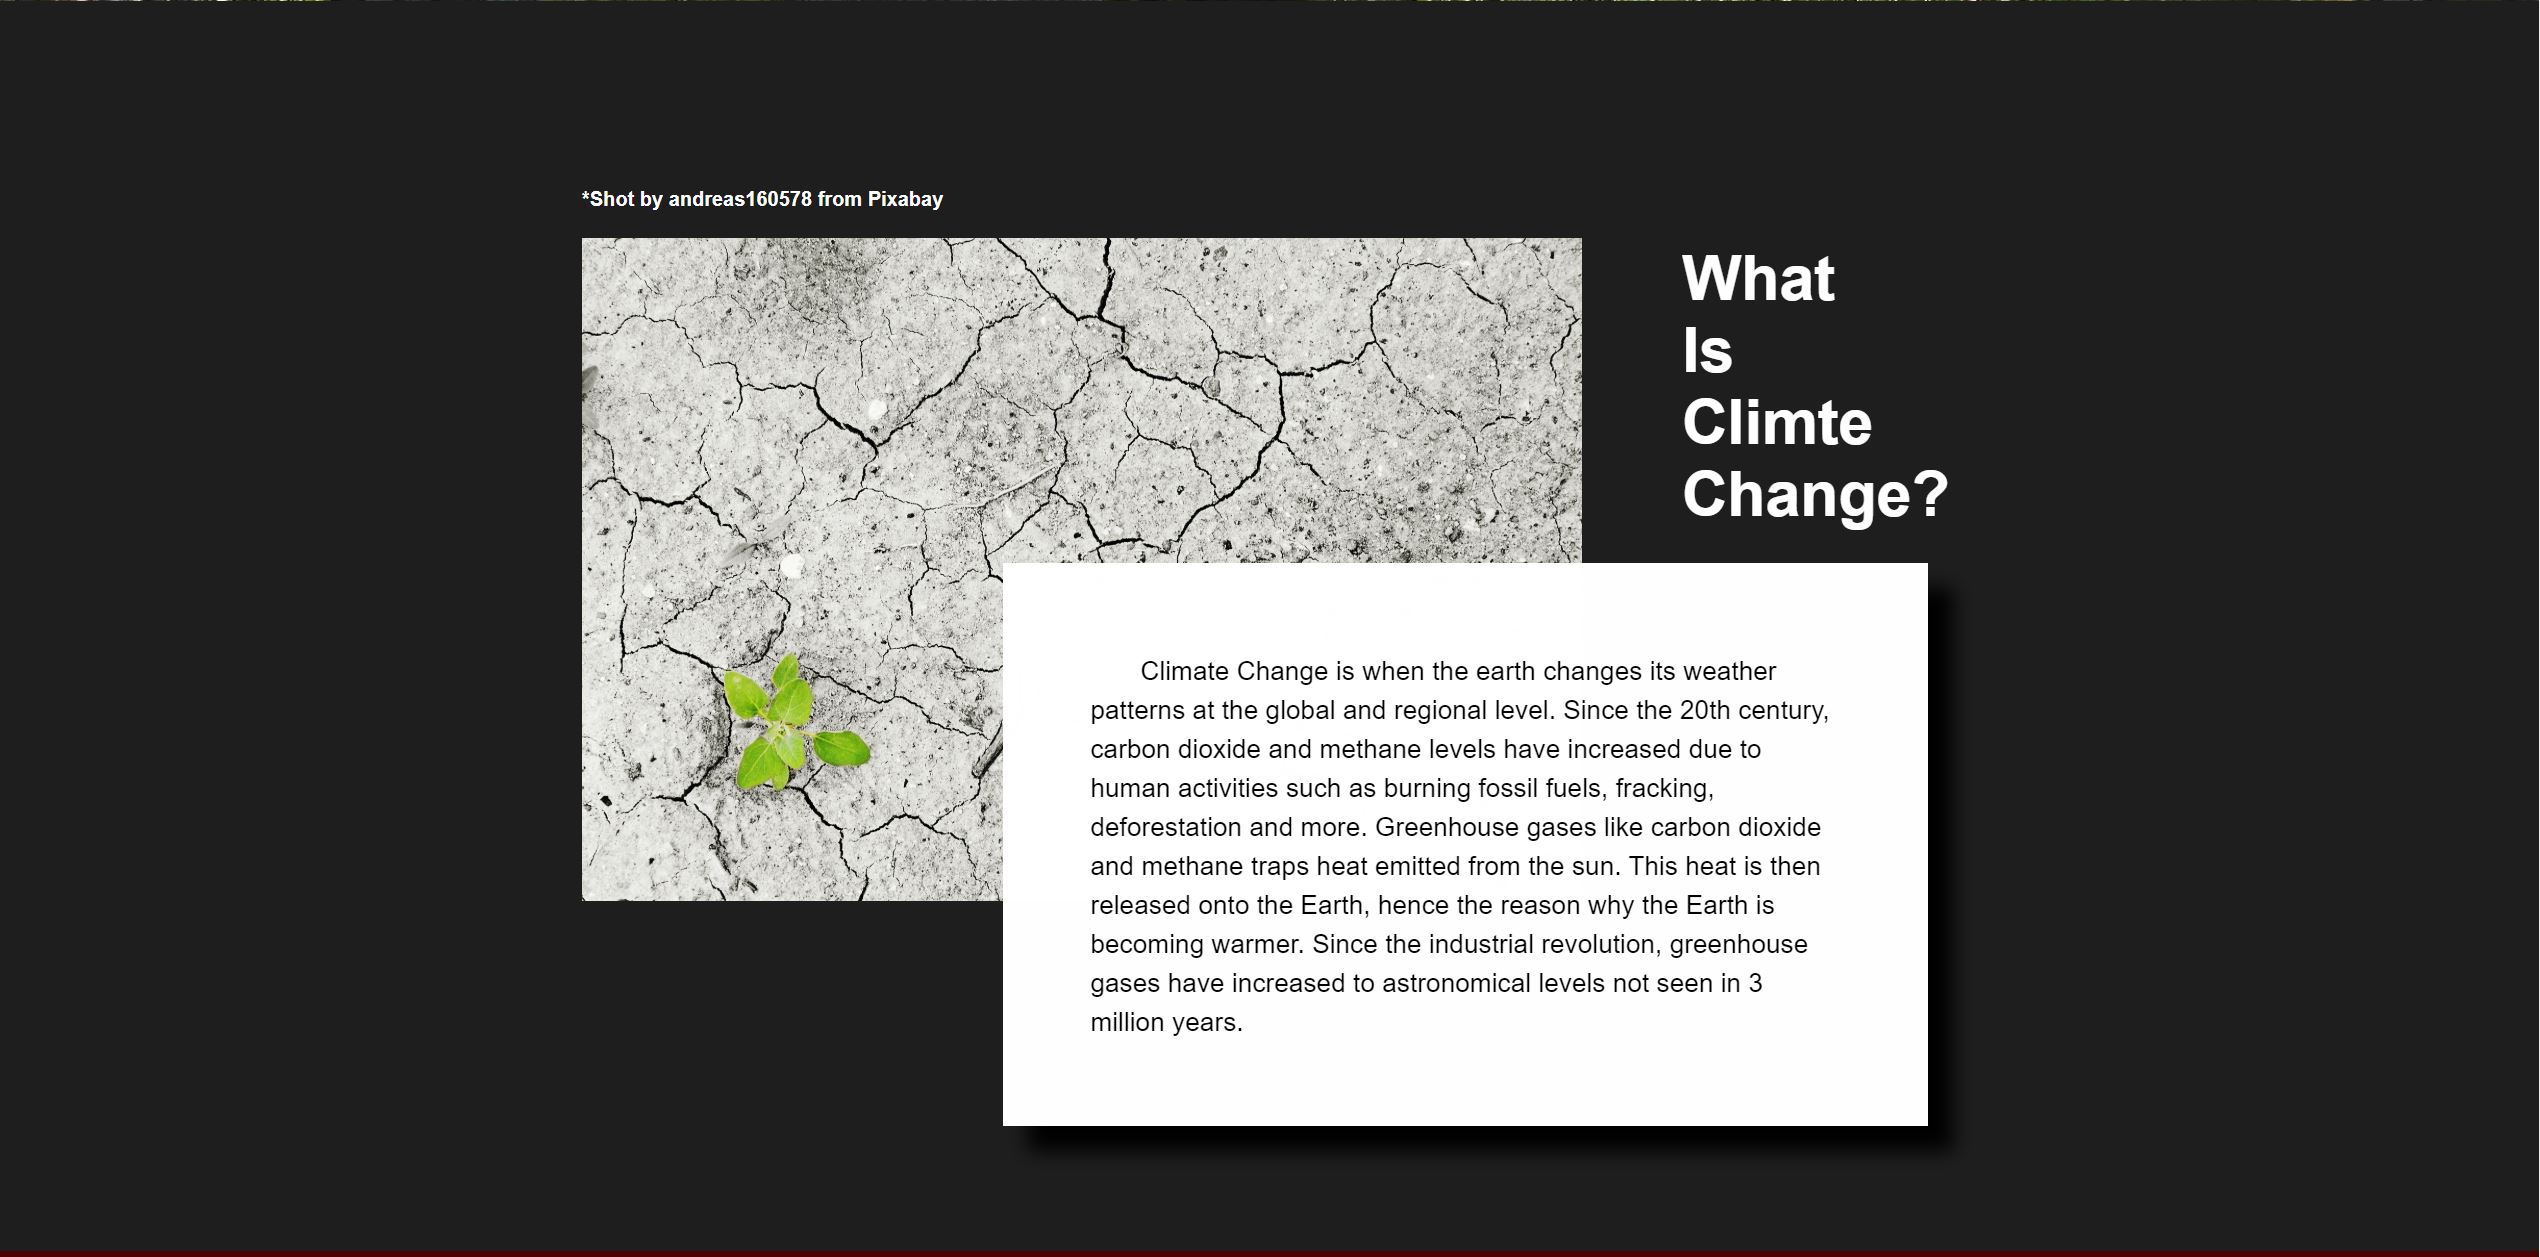 *Shot by andreas160578 from Pixabay
What
Is
Climte
Change?
Climate Change is when the earth changes its weather
patterns at the global and regional level. Since the 20th century,
carbon dioxide and methane levels have increased due to
human activities such as burning fossil fuels, fracking,
deforestation and more. Greenhouse gases like carbon dioxide
and methane traps heat emitted from the sun. This heat is then
released onto the Earth, hence the reason why the Earth is
becoming warmer. Since the industrial revolution, greenhouse
gases have increased to astronomical levels not seen in 3
million years.